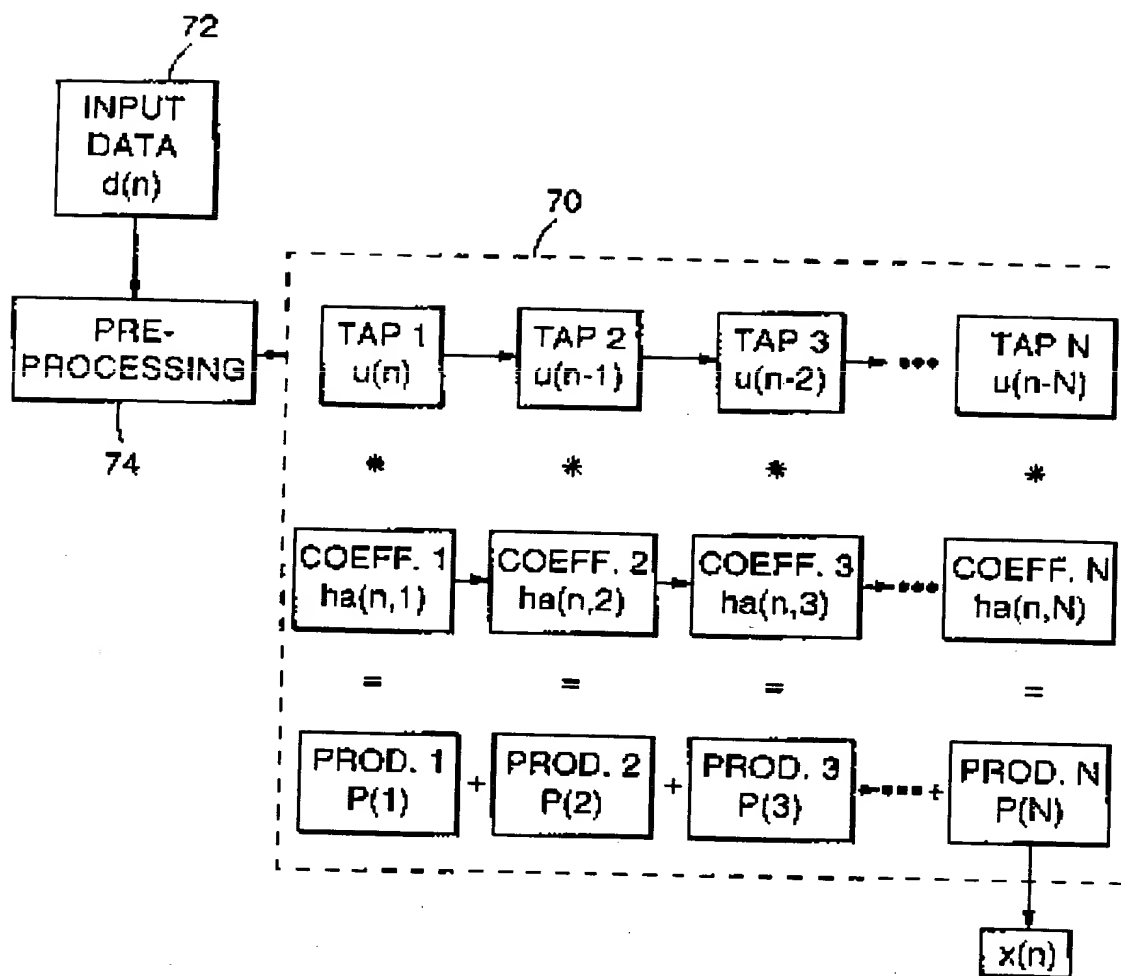 72
INPUT
DATA
d(n)
70
PRE-
PROCESSING
74
TAP 1
u(n)
TAP 2
u(n-1)
TAP 3
u(n-2)
•••
TAP N
u(n-N)
* * * *
COEFF. 1
ha(n,1)
COEFF. 2
ha(n,2)
COEFF. 3
ha(n,3)
•••
COEFF. N
ha(n,N)
= = = =
PROD. 1
P(1)
+
PROD. 2
P(2)
+
PROD. 3
P(3)
•••• +
PROD. N
P(N)
x(n)